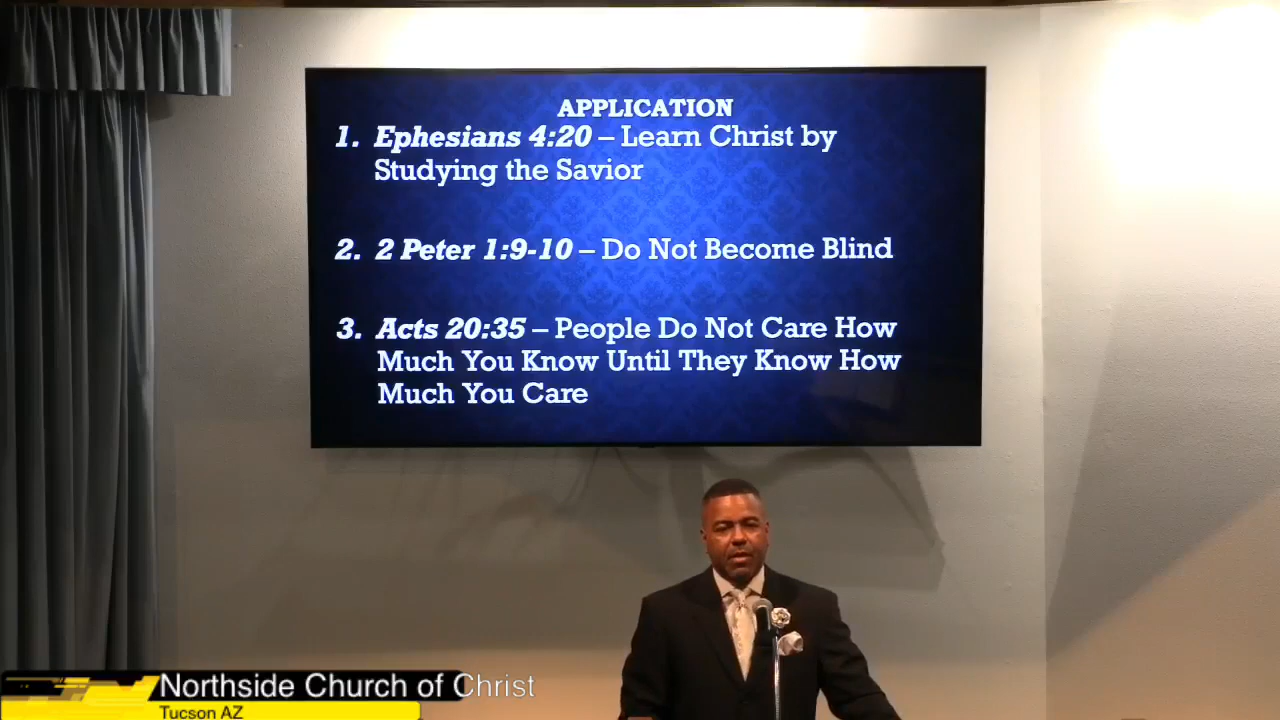 APPLICATION
1. Ephesians 4:20 – Learn Christ by
Studying the Savior
2. 2 Peter 1:9-10 – Do Not Become Blind
3. Acts 20:35 – People Do Not Care How
Much You Know Until They Know How
Much You Care
Northside Church of Christ
Tucson AZ